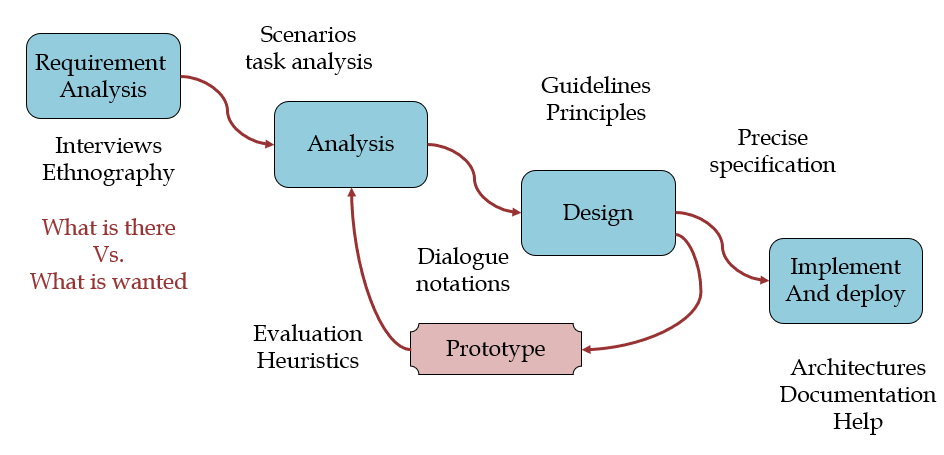 Scenarios
task analysis
Requirement
Analysis
Guidelines
Principles
Analysis
Precise
specification
Interviews
Ethnography
What is there
Vs.
What is wanted
Design
Dialogue
notations
Implement
And deploy
Evaluation
Heuristics
Prototype
Architectures
Documentation
Help